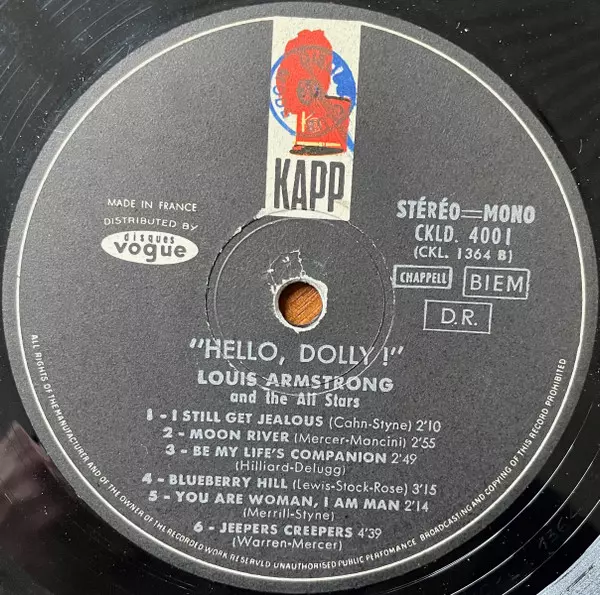 KAPP
MADE IN FRANCE
DISTRIBUTED BY
disques
vogue
STÉRÉO=MONO
CKLD. 4001
(CKL. 1364 B)
CHAPPELL
BIEM
D.R.
"HELLO, DOLLY!"
LOUIS ARMSTRONG
and the All Stars
1 - I STILL GET JEALOUS (Cahn-Styne) 2'10
2 - MOON RIVER (Mercer-Mancini) 2'55
3 - BE MY LIFE'S COMPANION 2'49
(Hilliard-Delugg)
4 - BLUEBERRY HILL (Lewis-Stock-Rose) 3'15
5 - YOU ARE WOMAN, I AM MAN 2'14
(Merrill-Styne)
6 - JEEPERS CREEPERS 4'39
(Warren-Mercer)
ALL RIGHTS OF THE MANUFACTURER AND OF THE OWNER OF THE RECORDED WORK RESERVED UNAUTHORISED PUBLIC PERFOMANCE BROADCASTING AND COPYING OF THIS RECORD PROHIBITED